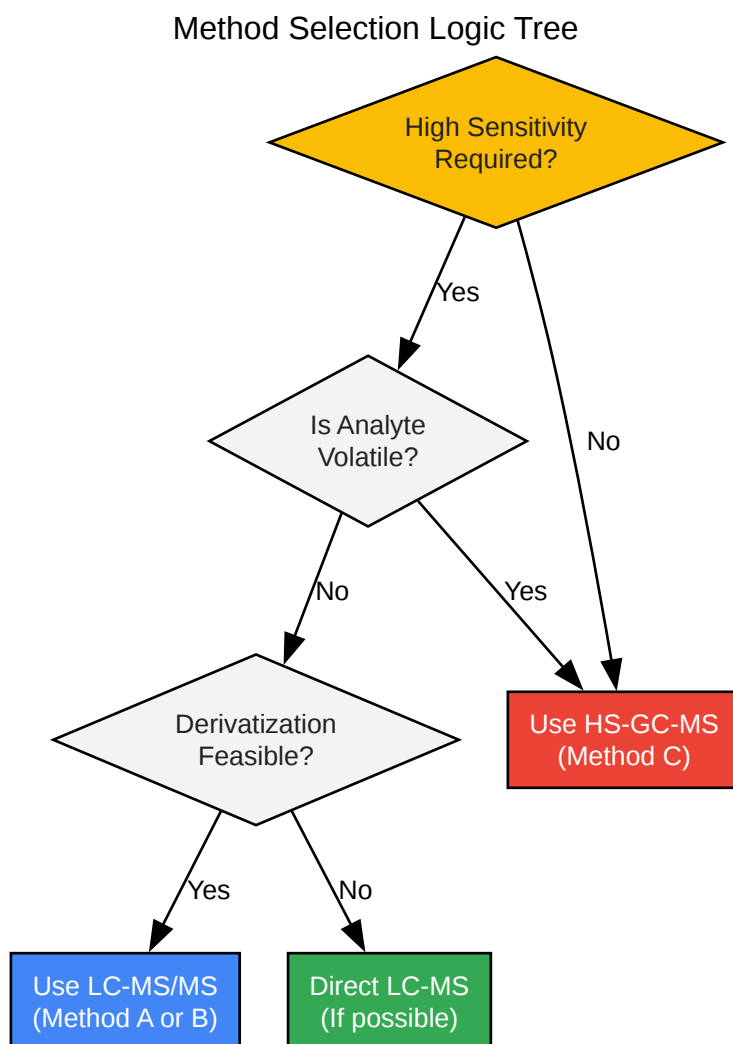 Method Selection Logic Tree
High Sensitivity
Required?
Yes
No
Is Analyte
Volatile?
No
Yes
Derivatization
Feasible?
Use HS-GC-MS
(Method C)
Yes
No
Use LC-MS/MS
(Method A or B)
Direct LC-MS
(If possible)